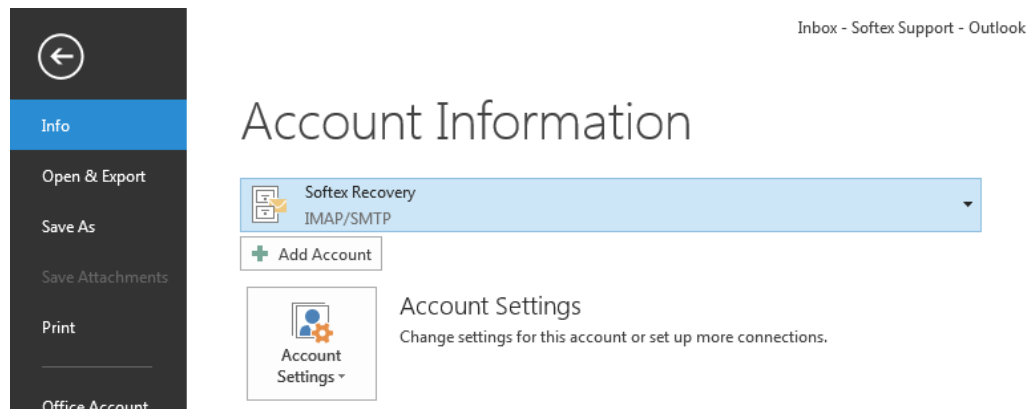 Inbox - Softex Support - Outlook
Info
Account Information
Open & Export
Softex Recovery
IMAP/SMTP
Save As
Add Account
Save Attachments
Account Settings
Print
Change settings for this account or set up more connections.
Account
Settings
Office Account